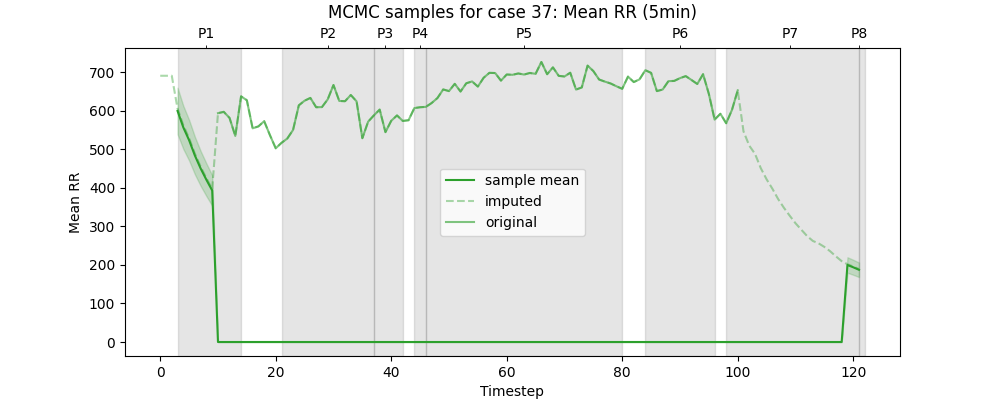 MCMC samples for case 37: Mean RR (5min)
P1 P2 P3 P4 P5 P6 P7 P8
700
600
500
400
300
200
100
0
Mean RR
sample mean
imputed
original
0 20 40 60 80 100 120
Timestep